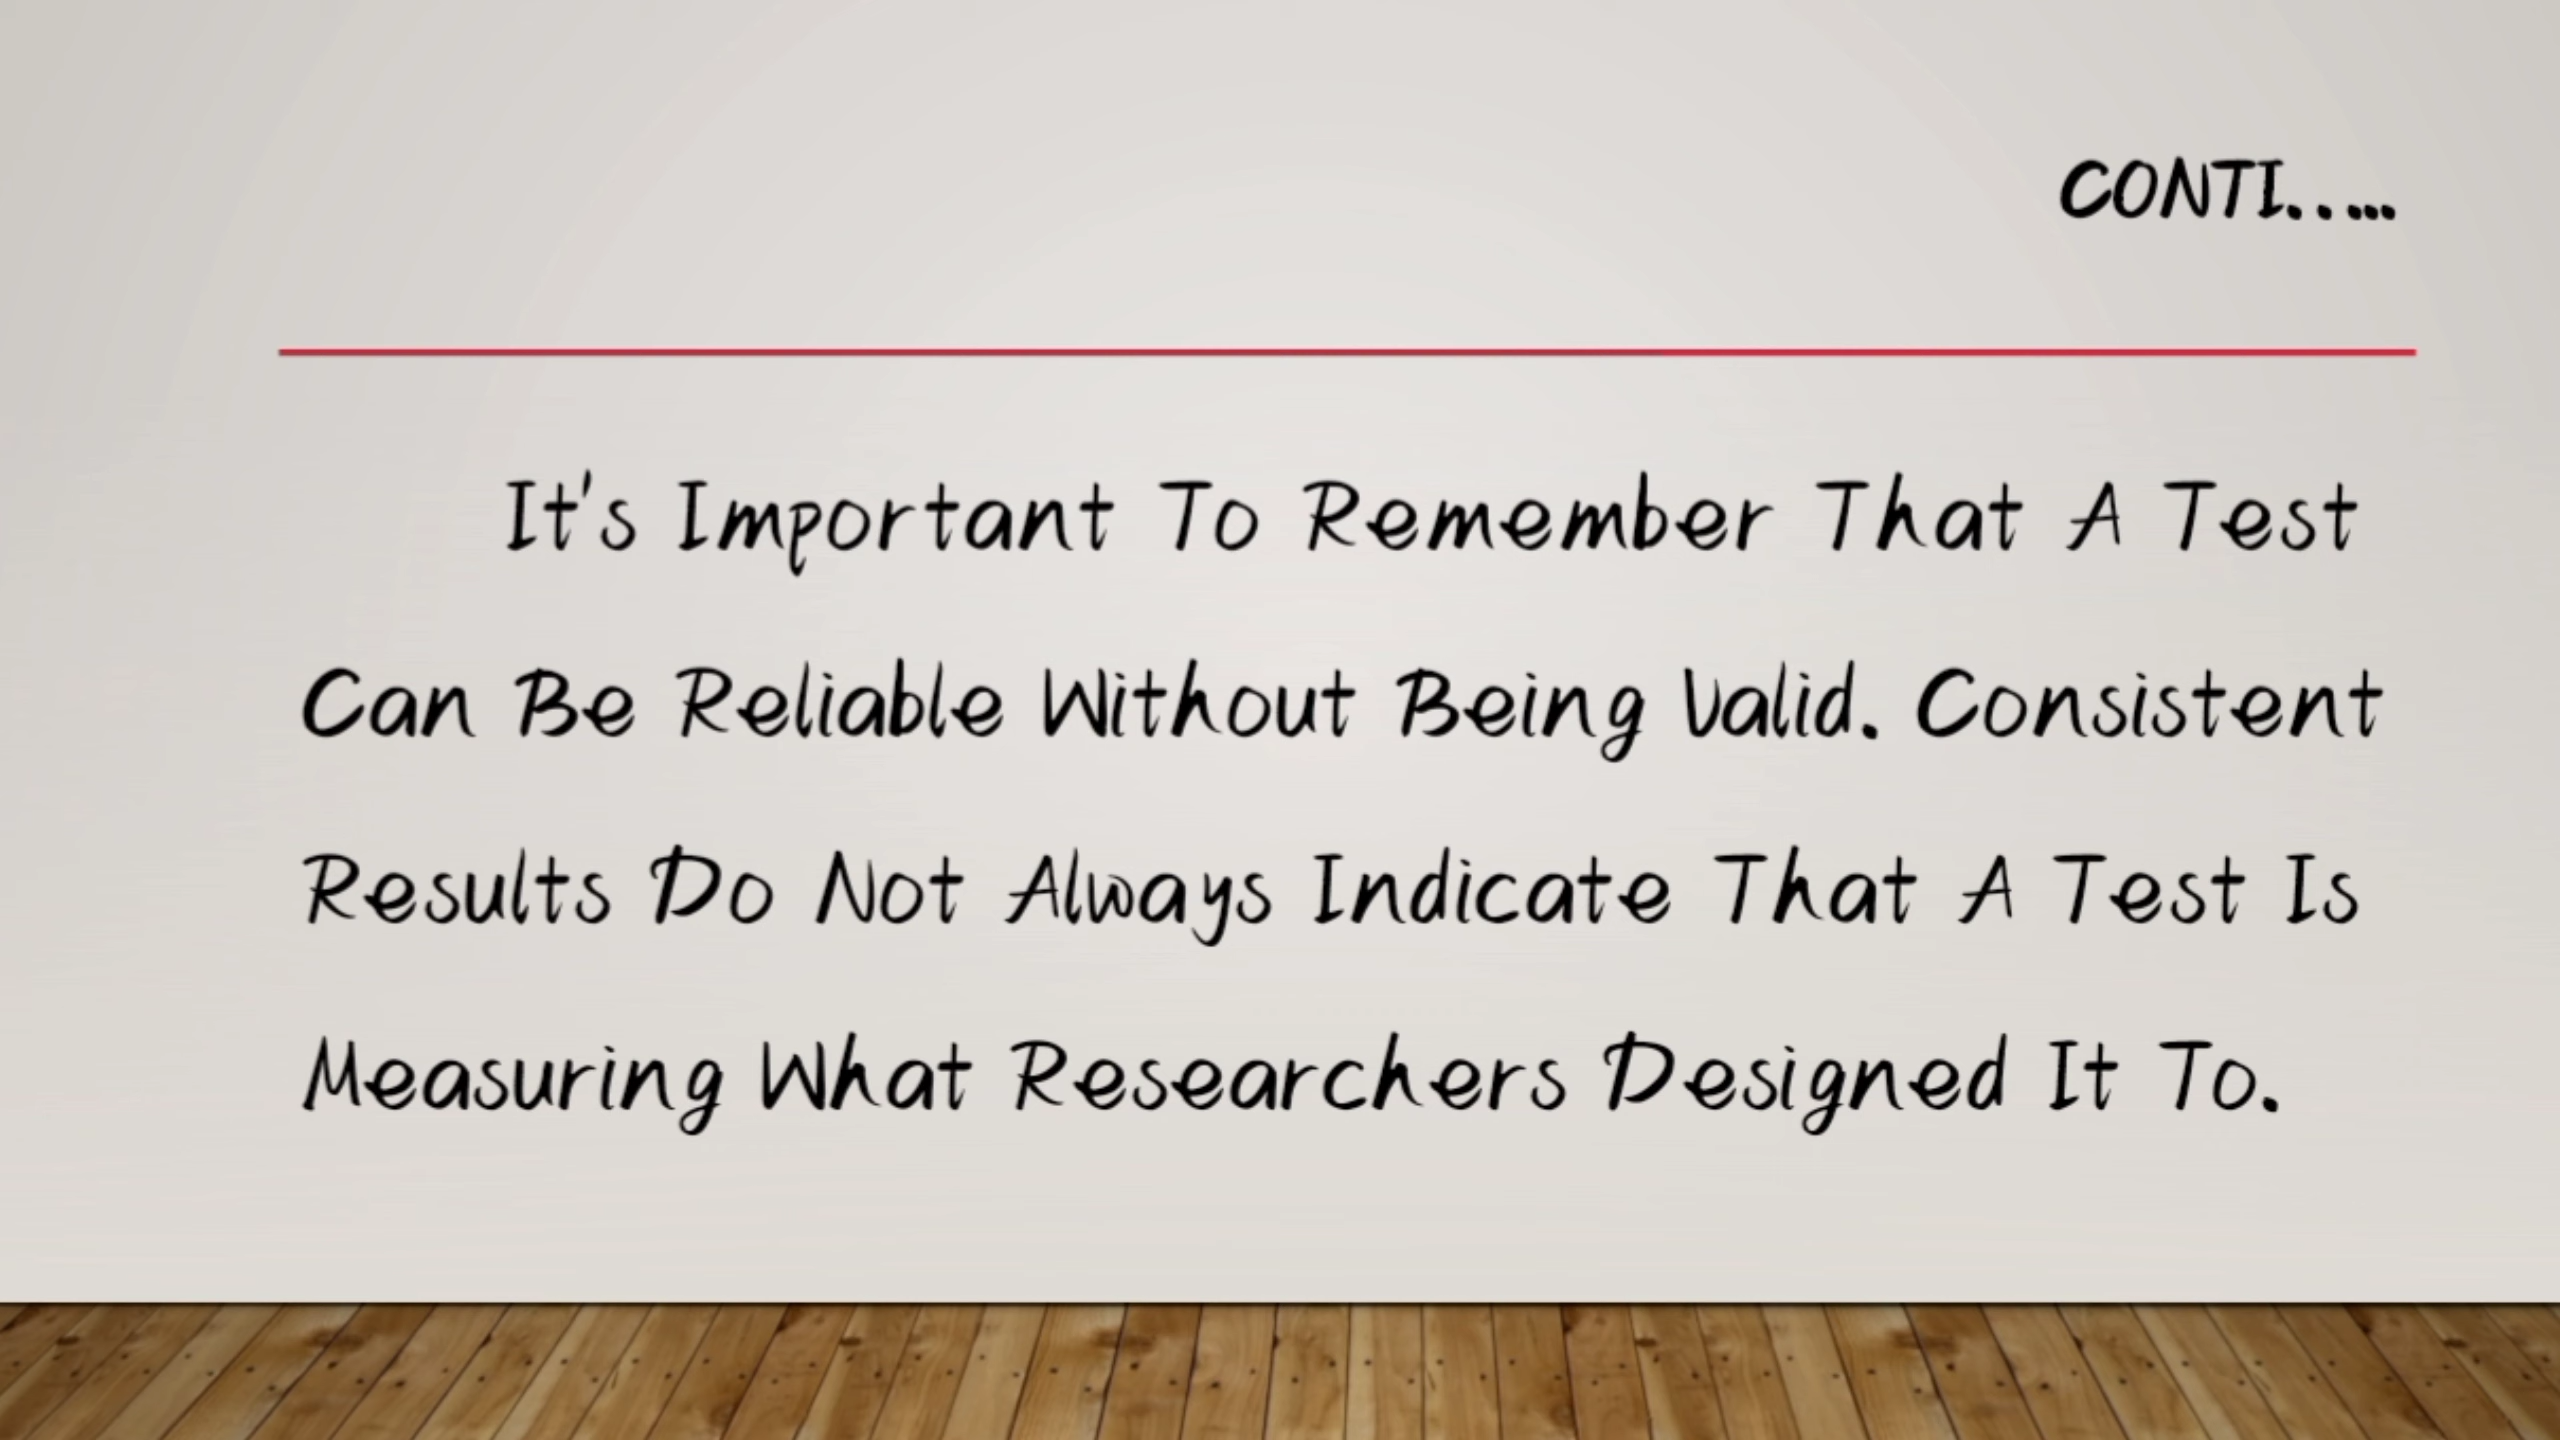 CONTI......
It's Important To Remember That A Test
Can Be Reliable Without Being Valid. Consistent
Results Do Not Always Indicate That A Test Is
Measuring What Researchers Designed It To.